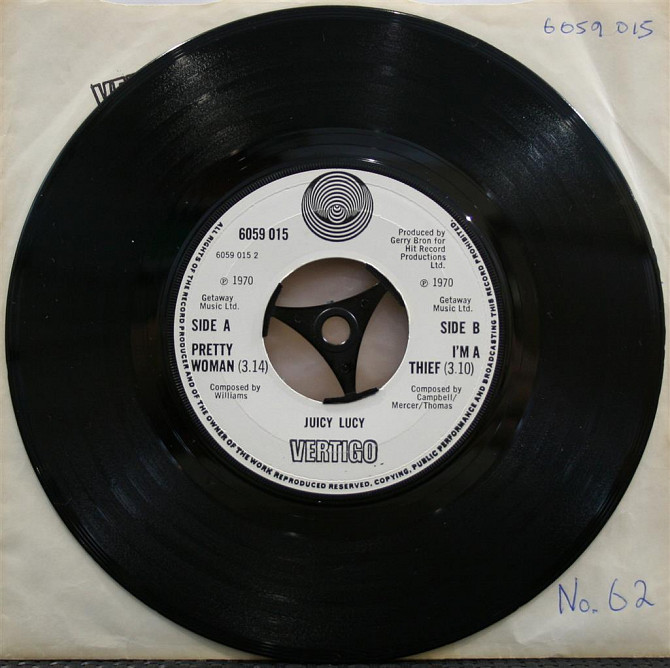 6059 015
6059 015
6059 015 2
℗ 1970
Getaway
Music Ltd.
SIDE A
PRETTY
WOMAN (3.14)
Composed by
Williams
Produced by
Gerry Bron for
Hit Record
Productions
Ltd.
℗ 1970
Getaway
Music Ltd.
SIDE B
I'M A
THIEF (3.10)
Composed by
Campbell/
Mercer/Thomas
JUICY LUCY
VERTIGO
ALL RIGHTS OF THE RECORD PRODUCER AND OF THE OWNER OF THE WORK REPRODUCED RESERVED. COPYING, PUBLIC PERFORMANCE AND BROADCASTING THIS RECORD PROHIBITED.
No. 62